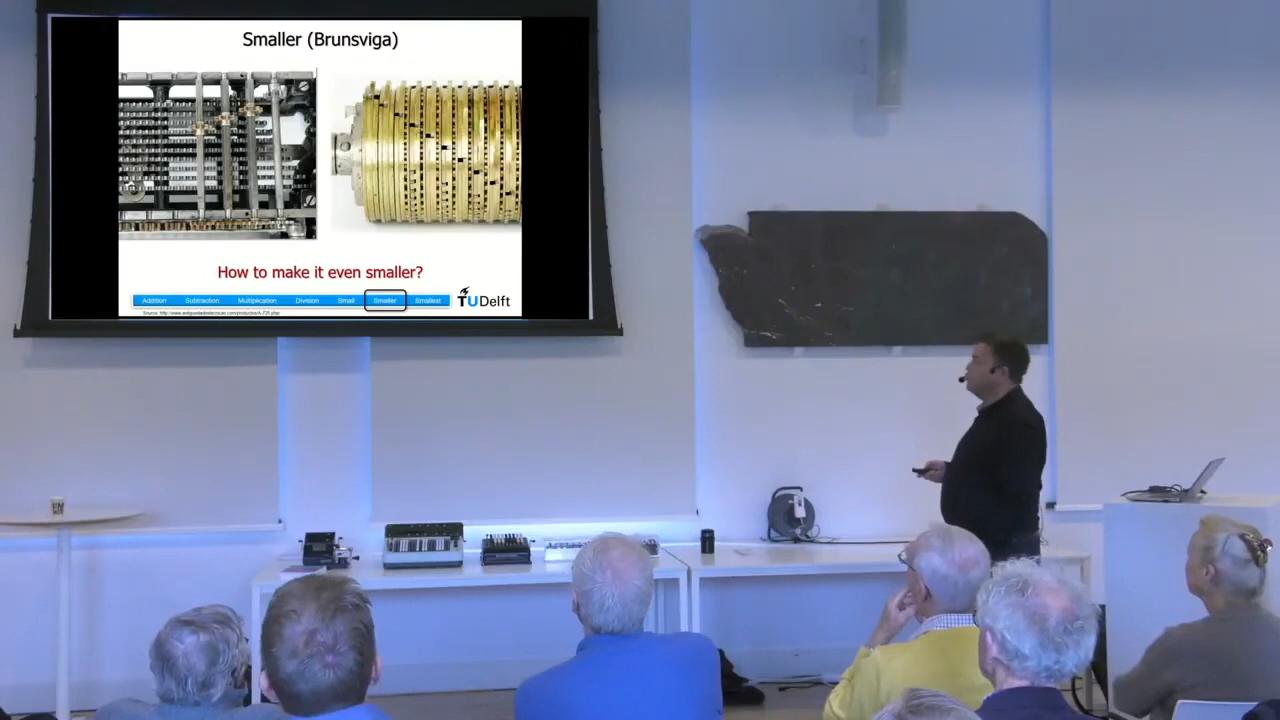 Smaller (Brunsviga)
How to make it even smaller?
Addition Subtraction Multiplication Division Small Smaller Smallest
TUDelft